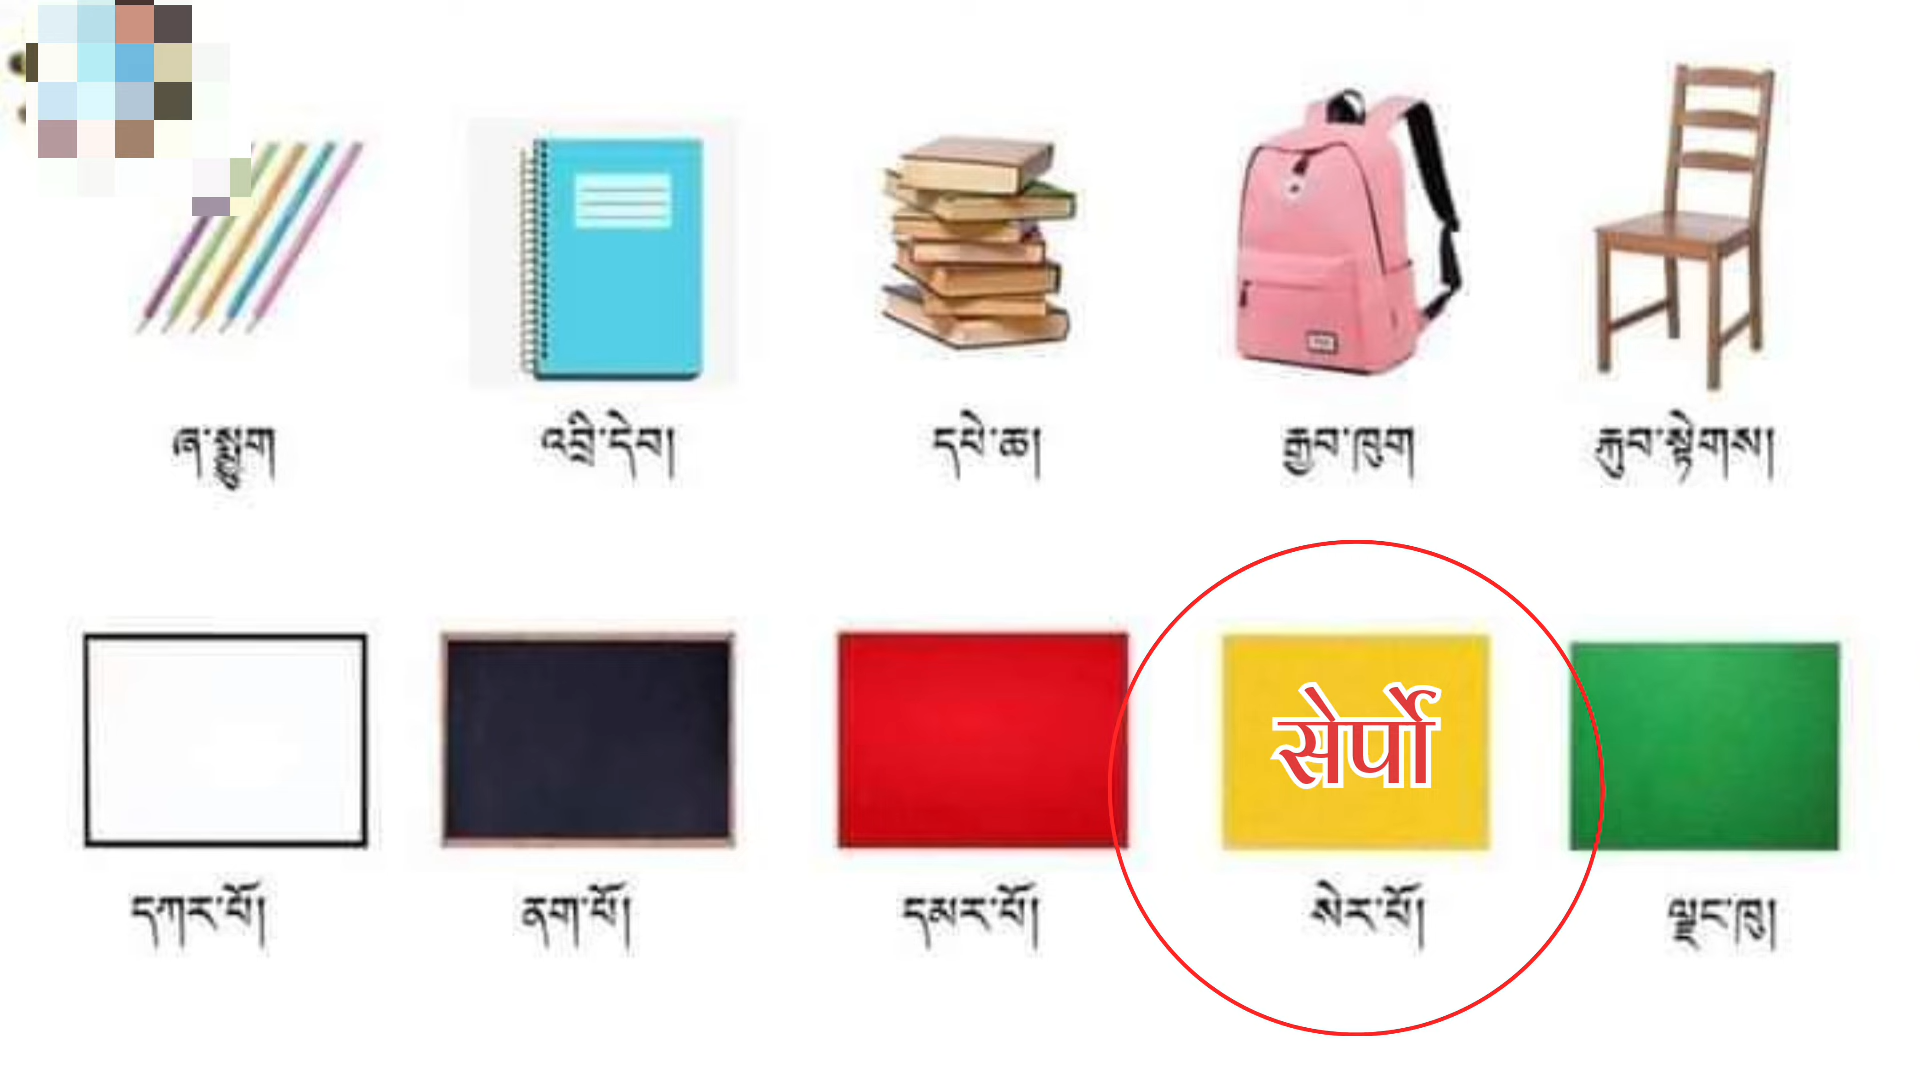 ཞ་སྨྱུག
འབྲི་དེབ།
དཔེ་ཆ།
རྒྱབ་ཁུག
རྐུབ་སྟེགས།
सेर्पो
དཀར་པོ།
ནག་པོ།
དམར་པོ།
སེར་པོ།
ལྗང་ཁུ།